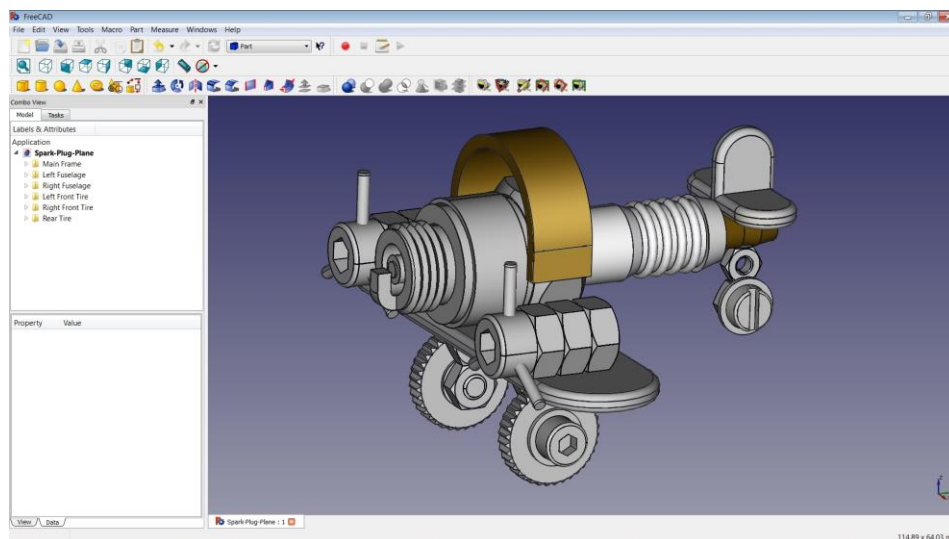 FreeCAD
File Edit View Tools Macro Part Measure Windows Help
Part
Combo View
Model Tasks
Labels & Attributes
Application
Spark-Plug-Plane
Main Frame
Left Fuselage
Right Fuselage
Left Front Tire
Right Front Tire
Rear Tire
Property Value
View Data
Spark-Plug-Plane : 1